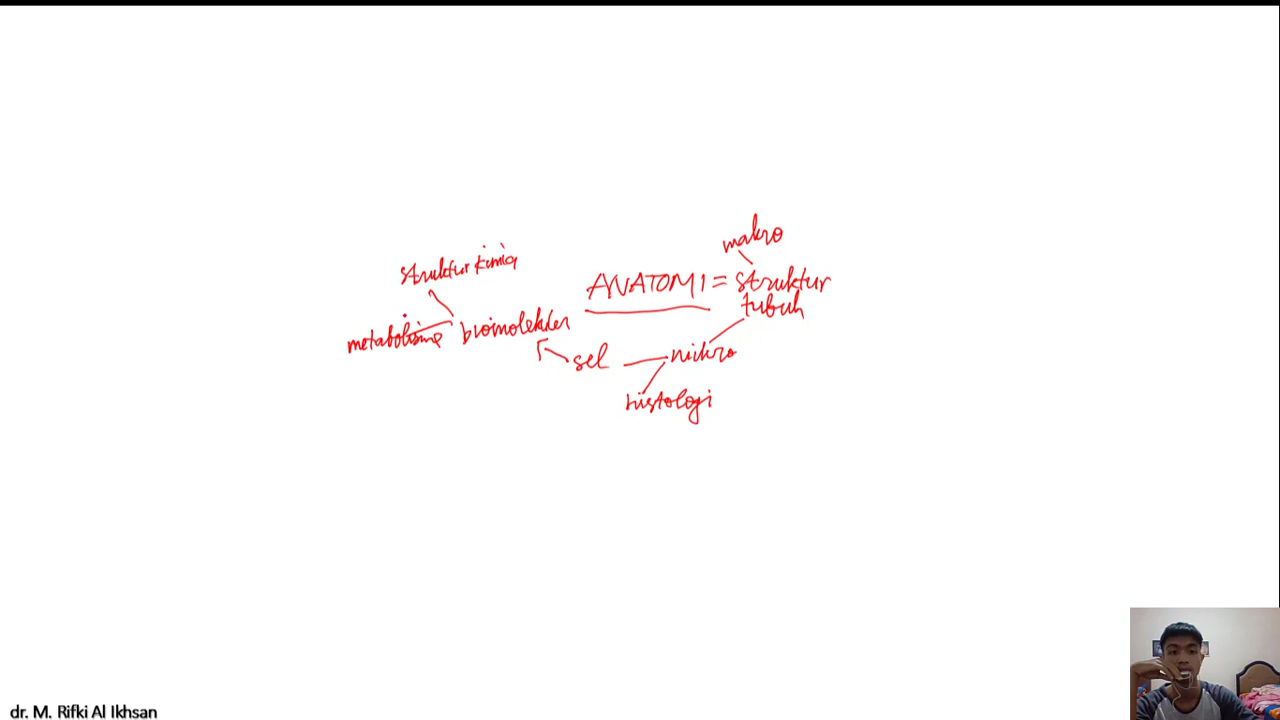 makro
struktur kimia
ANATOMI = struktur
tubuh
metabolisme biomolekuler
sel mikro
histologi
dr. M. Rifki Al Ikhsan